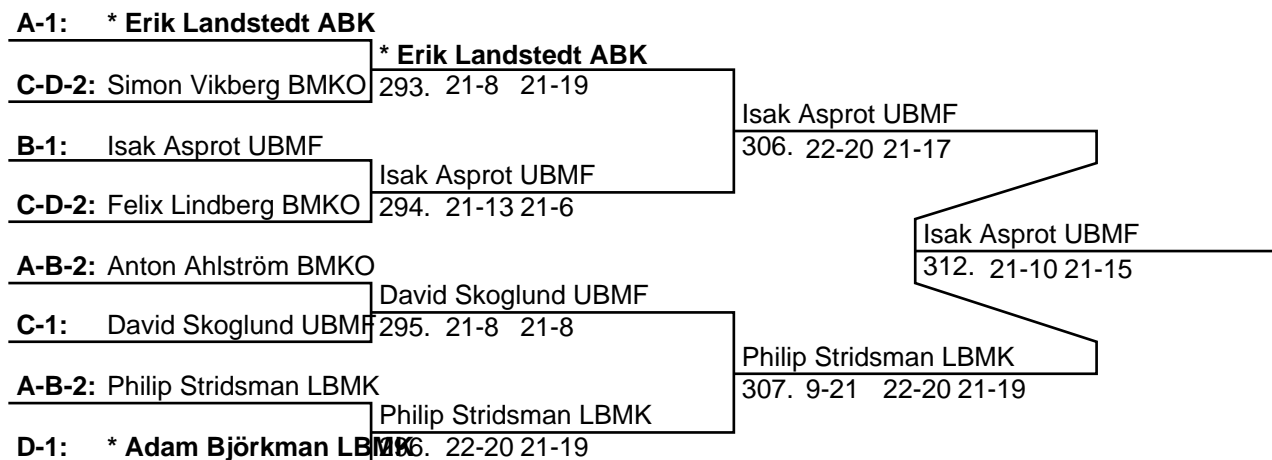 A-1: * Erik Landstedt ABK
* Erik Landstedt ABK
C-D-2: Simon Vikberg BMKO 293. 21-8 21-19
Isak Asprot UBMF
B-1: Isak Asprot UBMF 306. 22-20 21-17
Isak Asprot UBMF
C-D-2: Felix Lindberg BMKO 294. 21-13 21-6
Isak Asprot UBMF
A-B-2: Anton Ahlström BMKO 312. 21-10 21-15
David Skoglund UBMF
C-1: David Skoglund UBMF 295. 21-8 21-8
Philip Stridsman LBMK
A-B-2: Philip Stridsman LBMK 307. 9-21 22-20 21-19
Philip Stridsman LBMK
D-1: * Adam Björkman LBMK 296. 22-20 21-19